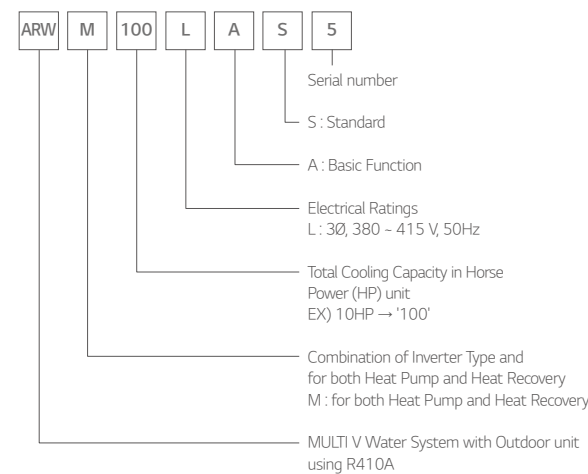 ARW M 100 L A S 5
Serial number
S : Standard
A : Basic Function
Electrical Ratings
L : 3Ø, 380 ~ 415 V, 50Hz
Total Cooling Capacity in Horse
Power (HP) unit
EX) 10HP → '100'
Combination of Inverter Type and
for both Heat Pump and Heat Recovery
M : for both Heat Pump and Heat Recovery
MULTI V Water System with Outdoor unit
using R410A